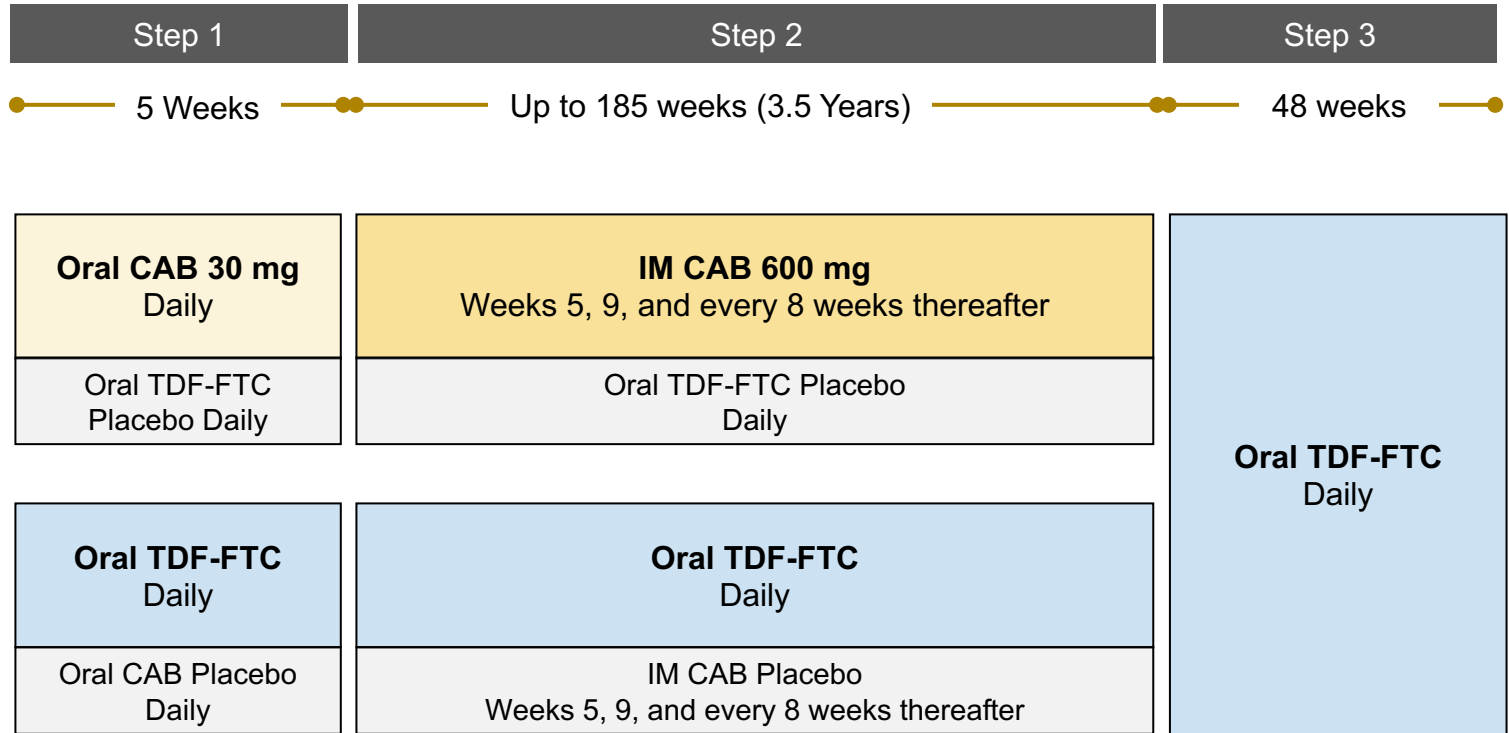 Step 1
Step 2
Step 3
5 Weeks
Up to 185 weeks (3.5 Years)
48 weeks
Oral CAB 30 mg
Daily
Oral TDF-FTC
Placebo Daily
IM CAB 600 mg
Weeks 5, 9, and every 8 weeks thereafter
Oral TDF-FTC Placebo
Daily
Oral TDF-FTC
Daily
Oral CAB Placebo
Daily
Oral TDF-FTC
Daily
IM CAB Placebo
Weeks 5, 9, and every 8 weeks thereafter
Oral TDF-FTC
Daily